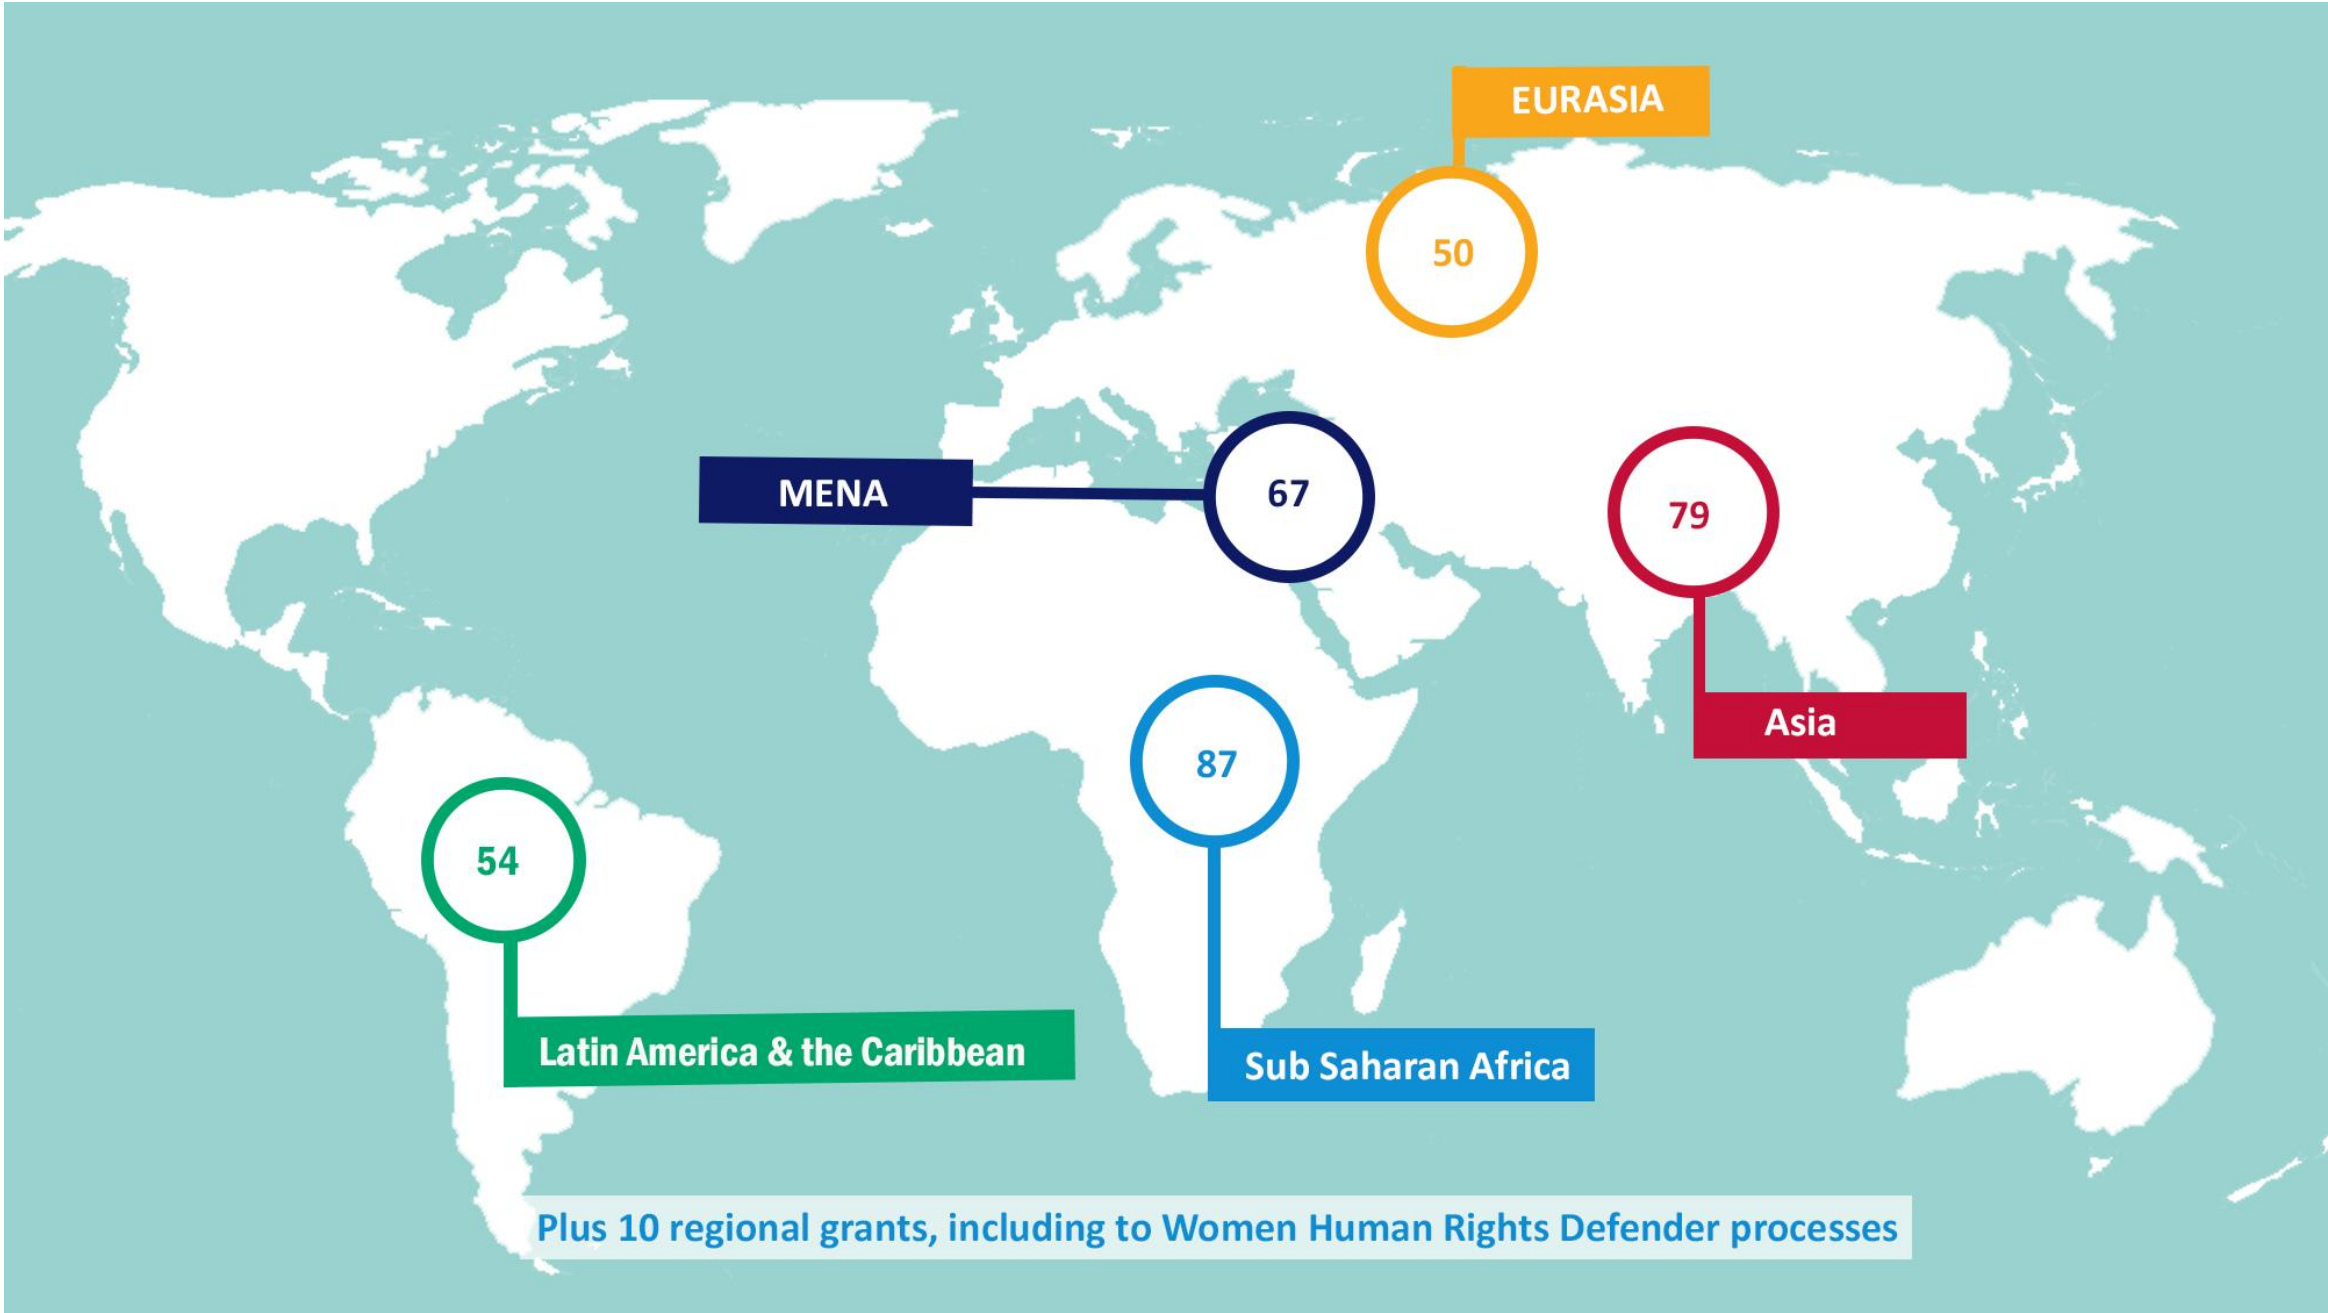 EURASIA
50
MENA
67
79
Asia
87
54
Latin America & the Caribbean
Sub Saharan Africa
Plus 10 regional grants, including to Women Human Rights Defender processes